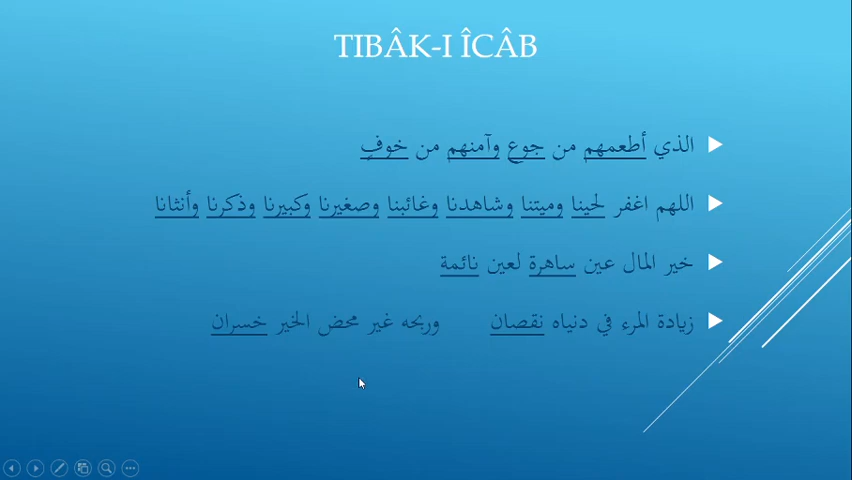 TIBÂK-I ÎCÂB
الذي أطعمهم من جوع وآمنهم من خوفٍ
اللهم اغفر لحينا وميتنا وشاهدنا وغائبنا وصغيرنا وكبيرنا وذكرنا وأنثانا
خير المال عين ساهرة لعين نائمة
زيادة المرء في دنياه نقصان وربحه غير محض الخير خسران